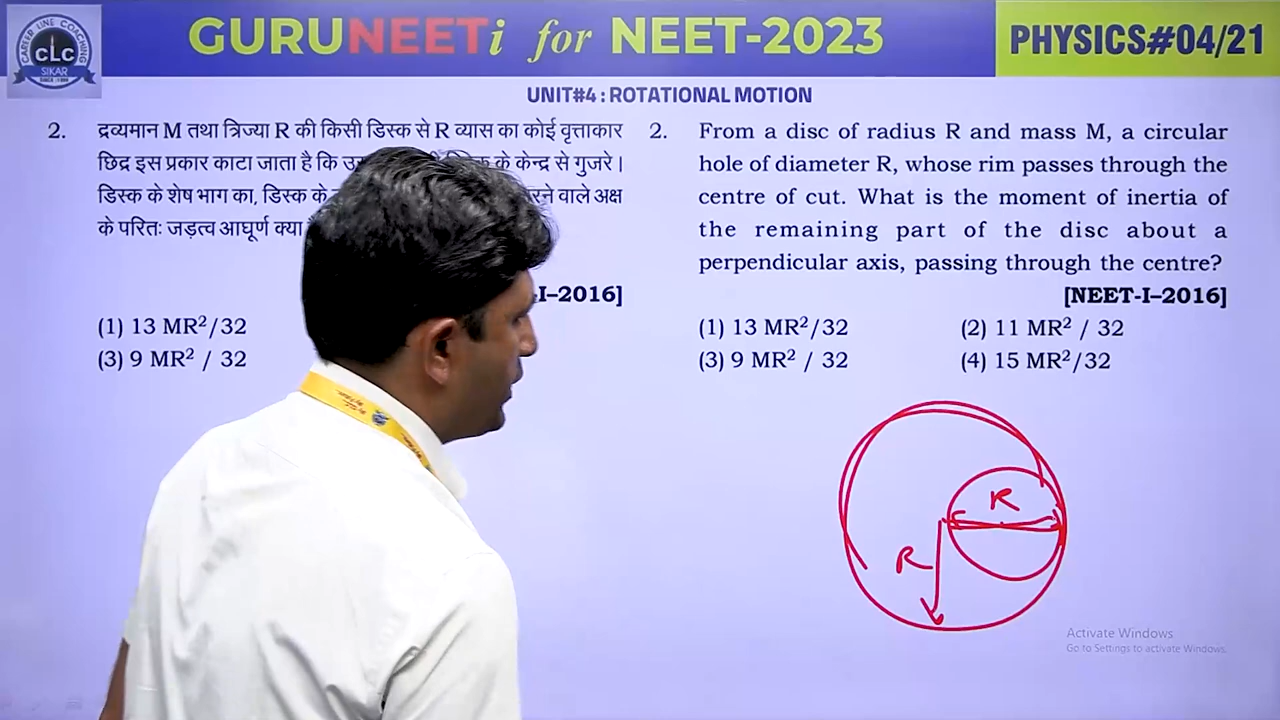 CAREER LINE COACHING
CLC
SIKAR
SINCE : 1996
GURUNEETi for NEET-2023
PHYSICS#04/21
UNIT#4 : ROTATIONAL MOTION
2. द्रव्यमान M तथा त्रिज्या R की किसी डिस्क से R व्यास का कोई वृत्ताकार
छिद्र इस प्रकार काटा जाता है कि के केन्द्र से गुजरे।
डिस्क के शेष भाग का, डिस्क के वाले अक्ष
के परितः जड़त्व आघूर्ण क्या
I–2016]
(1) 13 MR²/32
(3) 9 MR² / 32
2. From a disc of radius R and mass M, a circular
hole of diameter R, whose rim passes through the
centre of cut. What is the moment of inertia of
the remaining part of the disc about a
perpendicular axis, passing through the centre?
[NEET-I–2016]
(1) 13 MR²/32 (2) 11 MR² / 32
(3) 9 MR² / 32 (4) 15 MR²/32
R
R
Activate Windows
Go to Settings to activate Windows.